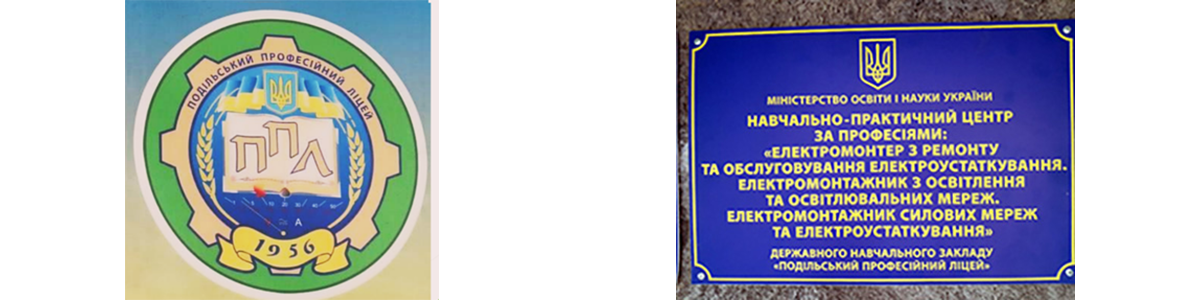 ПОДІЛЬСЬКИЙ ПРОФЕСІЙНИЙ ЛІЦЕЙ
ППЛ
А
1956
МІНІСТЕРСТВО ОСВІТИ І НАУКИ УКРАЇНИ
НАВЧАЛЬНО-ПРАКТИЧНИЙ ЦЕНТР
ЗА ПРОФЕСІЯМИ:
«ЕЛЕКТРОМОНТЕР З РЕМОНТУ
ТА ОБСЛУГОВУВАННЯ ЕЛЕКТРОУСТАТКУВАННЯ.
ЕЛЕКТРОМОНТАЖНИК З ОСВІТЛЕННЯ
ТА ОСВІТЛЮВАЛЬНИХ МЕРЕЖ.
ЕЛЕКТРОМОНТАЖНИК СИЛОВИХ МЕРЕЖ
ТА ЕЛЕКТРОУСТАТКУВАННЯ»
ДЕРЖАВНОГО НАВЧАЛЬНОГО ЗАКЛАДУ
«ПОДІЛЬСЬКИЙ ПРОФЕСІЙНИЙ ЛІЦЕЙ»